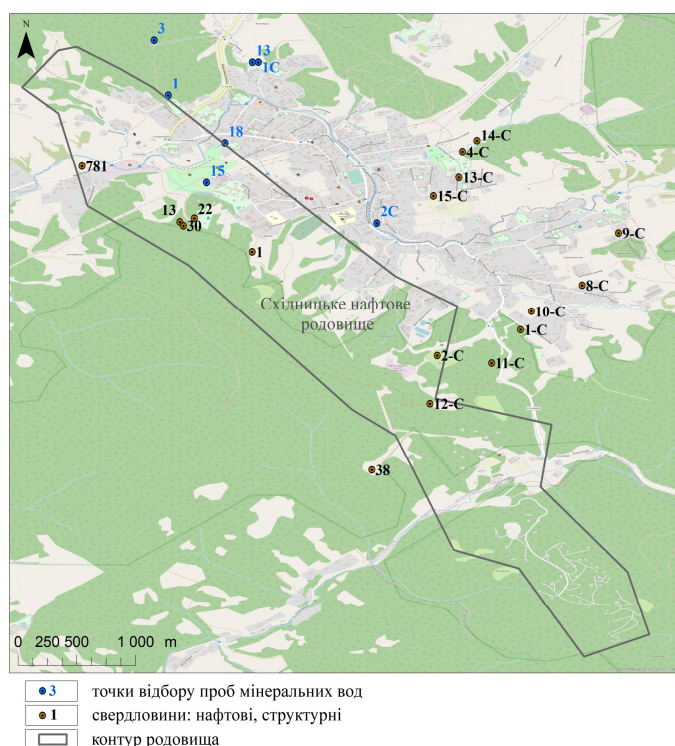 N
3
13
1C
1
14-C
18
4-C
781
13-C
15
15-C
22
13
30
2C
9-C
1
8-C
Східницьке нафтове
родовище
10-C
1-C
2-C
11-C
12-C
38
0 250 500 1 000 m
3 точки відбору проб мінеральних вод
1 свердловини: нафтові, структурні
контур родовища